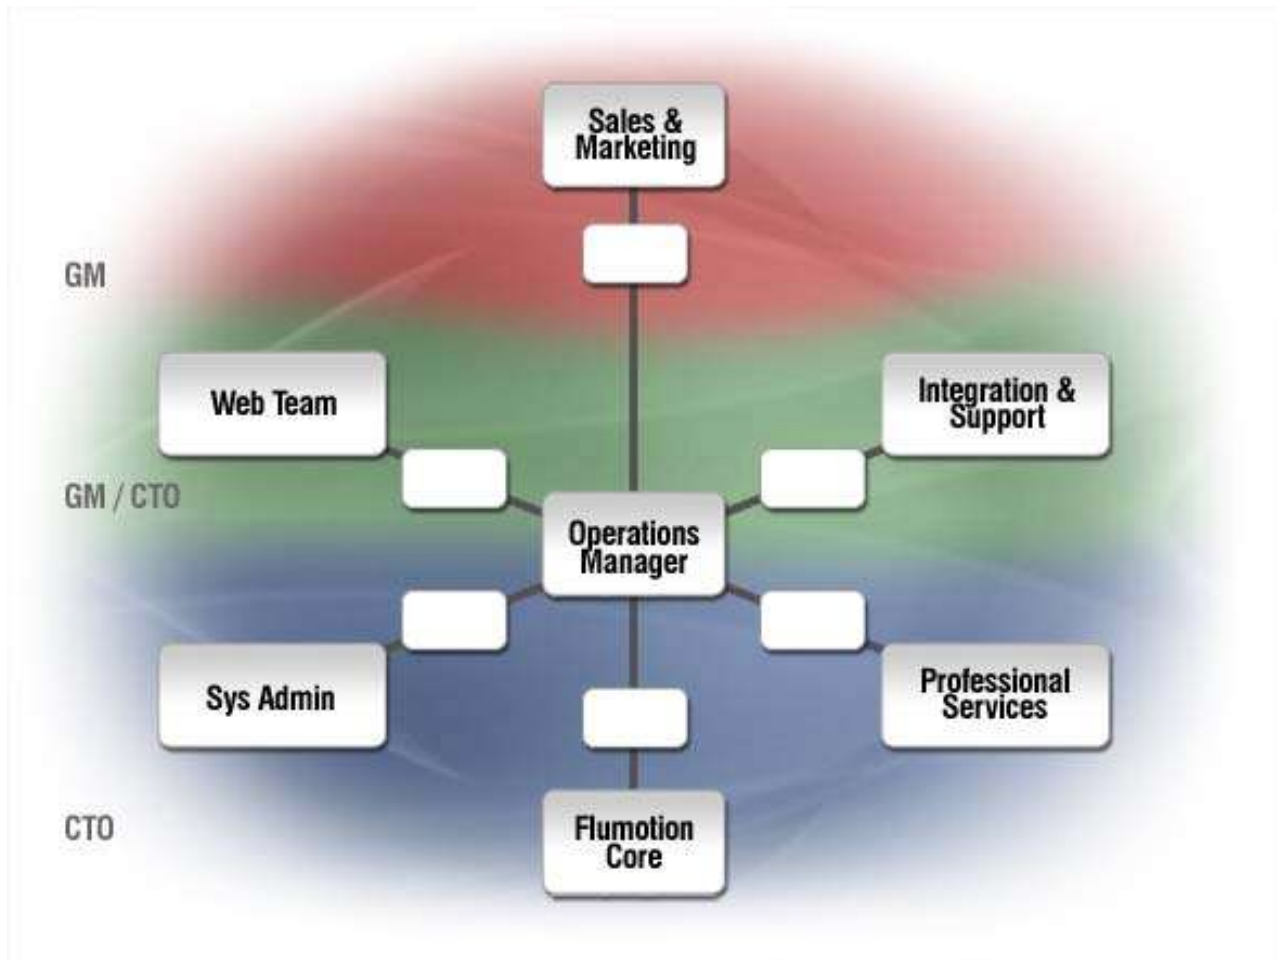 Sales &
Marketing
GM
Web Team
Integration &
Support
GM / CTO
Operations
Manager
Sys Admin
Professional
Services
CTO
Flumotion
Core